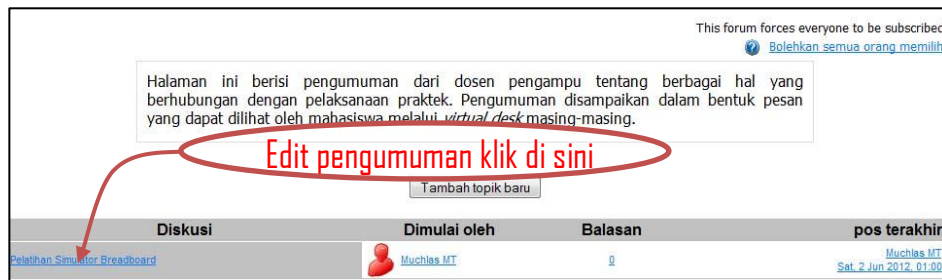 This forum forces everyone to be subscribed
Bolehkan semua orang memilih
Halaman ini berisi pengumuman dari dosen pengampu tentang berbagai hal yang
berhubungan dengan pelaksanaan praktek. Pengumuman disampaikan dalam bentuk pesan
yang dapat dilihat oleh mahasiswa melalui virtual desk masing-masing.
Edit pengumuman klik di sini
Tambah topik baru
Diskusi Dimulai oleh Balasan pos terakhir
Pelatihan Simulator Breadboard Muchlas MT 0 Muchlas MT
Sat, 2 Jun 2012, 01:00